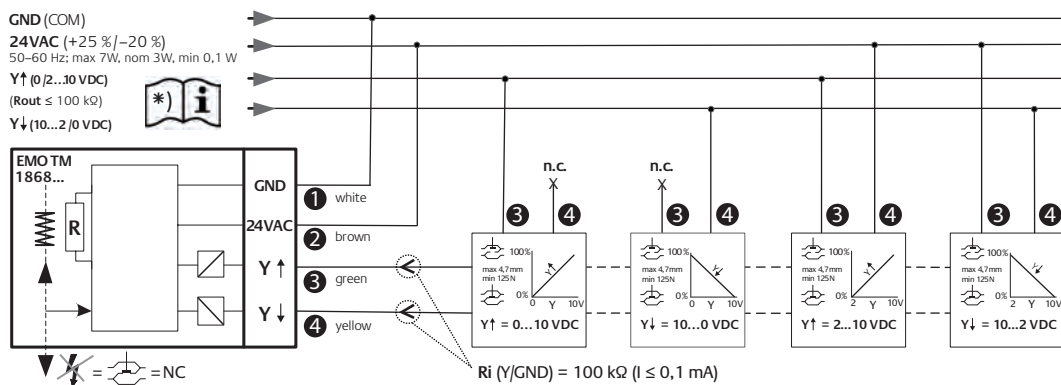 GND (COM)
24VAC (+25 %/–20 %)
50–60 Hz; max 7W, nom 3W, min 0,1 W
Y↑ (0/2...10 VDC)
(Rout ≤ 100 kΩ)
Y↓ (10...2/0 VDC)
*) i
EMO TM
1868...
R
GND
1 white
24VAC
2 brown
Y ↑
3 green
Y ↓
4 yellow
= = NC
n.c.
X
3 4
100%
max 4,7mm
min 125N
0%
Y↑
0 Y 10V
Y↑ = 0...10 VDC
n.c.
X
3 4
100%
max 4,7mm
min 125N
0%
Y↓
0 Y 10V
Y↓ = 10...0 VDC
3 4
100%
max 4,7mm
min 125N
0%
Y↑
2 Y 10V
Y↑ = 2...10 VDC
3 4
100%
max 4,7mm
min 125N
0%
Y↓
2 Y 10V
Y↓ = 10...2 VDC
Ri (Y/GND) = 100 kΩ (I ≤ 0,1 mA)